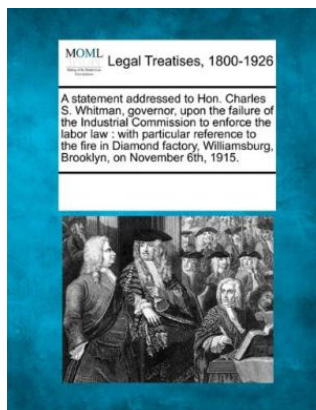 MOML
Legal Treatises, 1800-1926
A statement addressed to Hon. Charles
S. Whitman, governor, upon the failure of
the Industrial Commission to enforce the
labor law : with particular reference to
the fire in Diamond factory, Williamsburg,
Brooklyn, on November 6th, 1915.